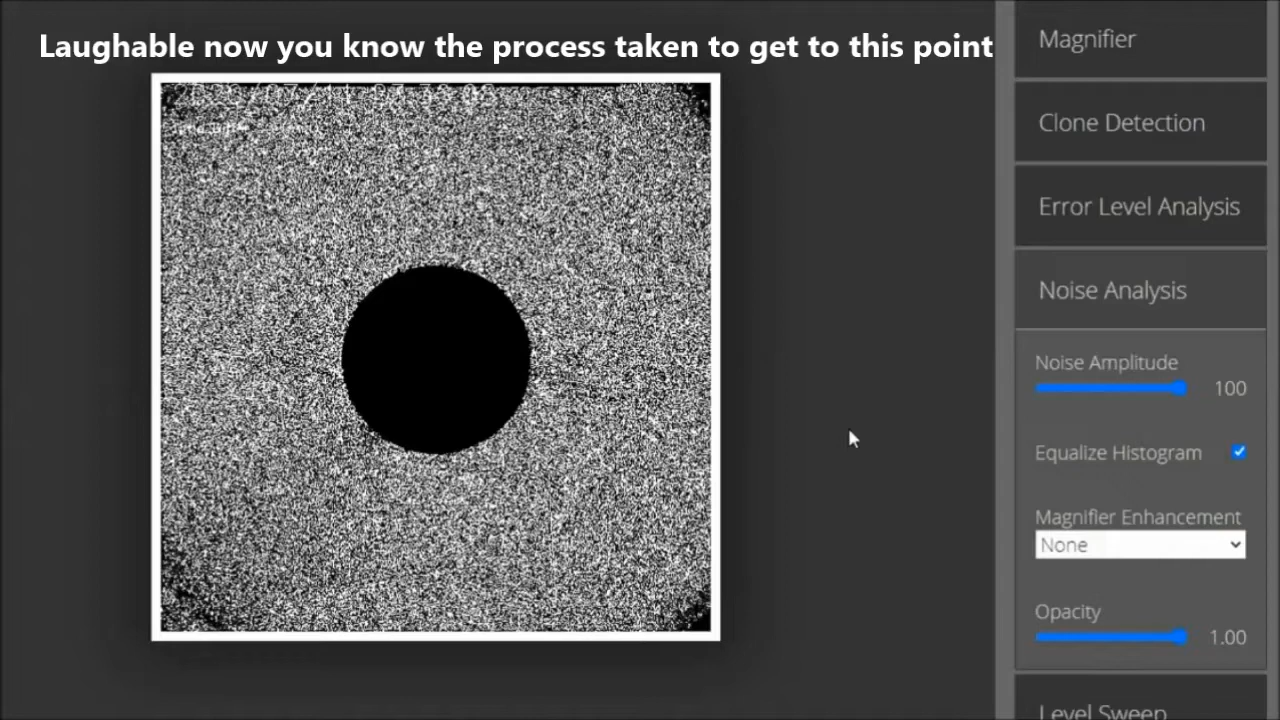 Laughable now you know the process taken to get to this point
Magnifier
Clone Detection
Error Level Analysis
Noise Analysis
Noise Amplitude
100
Equalize Histogram
Magnifier Enhancement
None
Opacity
1.00
Level Sweep